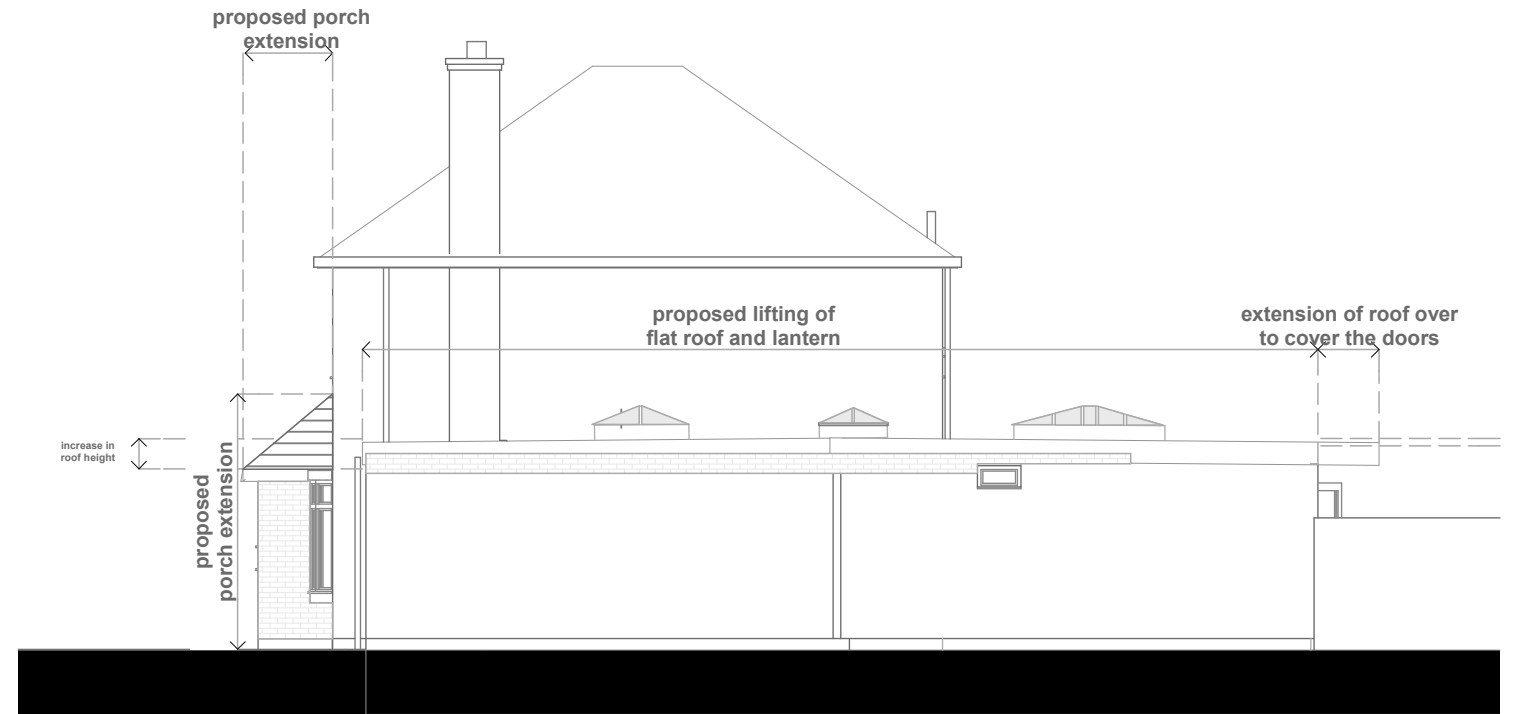 proposed porch
extension
proposed lifting of
flat roof and lantern
extension of roof over
to cover the doors
increase in
roof height
proposed
porch extension